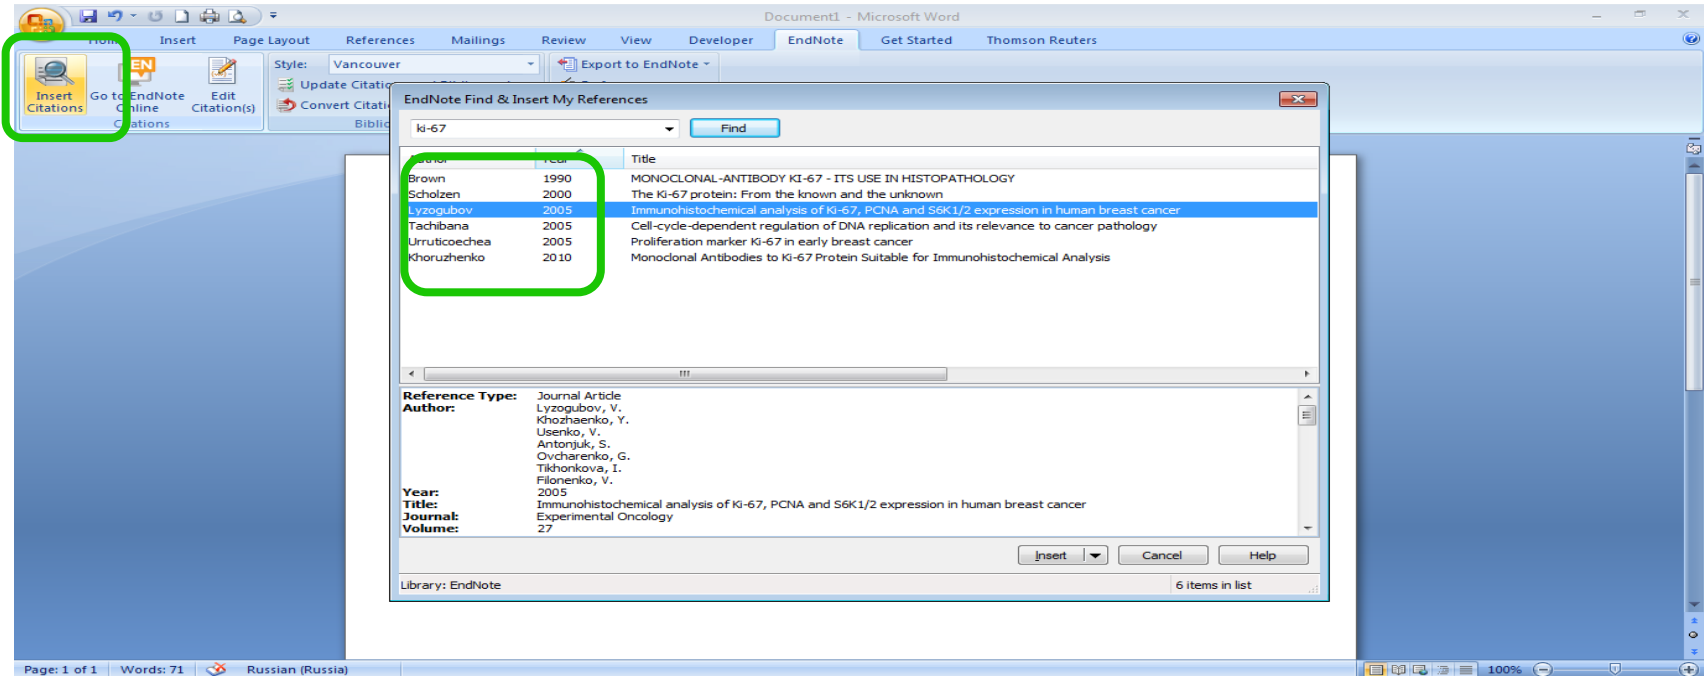 Document1 - Microsoft Word
Insert Page Layout References Mailings Review View Developer EndNote Get Started Thomson Reuters
EN
Insert Citations
Go to EndNote Online
Edit Citation(s)
Citations
Style: Vancouver
Export to EndNote
EndNote Find & Insert My References
ki-67
Find
Title
Brown 1990 MONOCLONAL-ANTIBODY KI-67 - ITS USE IN HISTOPATHOLOGY
Scholzen 2000 The Ki-67 protein: From the known and the unknown
Lyzogubov 2005 Immunohistochemical analysis of Ki-67, PCNA and S6K1/2 expression in human breast cancer
Tachibana 2005 Cell-cycle-dependent regulation of DNA replication and its relevance to cancer pathology
Urruticoechea 2005 Proliferation marker Ki-67 in early breast cancer
Khoruzhenko 2010 Monoclonal Antibodies to Ki-67 Protein Suitable for Immunohistochemical Analysis
Reference Type: Journal Article
Author: Lyzogubov, V.
Khozhaenko, Y.
Usenko, V.
Antonjuk, S.
Ovcharenko, G.
Tikhonkova, I.
Filonenko, V.
Year: 2005
Title: Immunohistochemical analysis of Ki-67, PCNA and S6K1/2 expression in human breast cancer
Journal: Experimental Oncology
Volume: 27
Insert Cancel Help
Library: EndNote 6 items in list
Page: 1 of 1 Words: 71 Russian (Russia) 100%